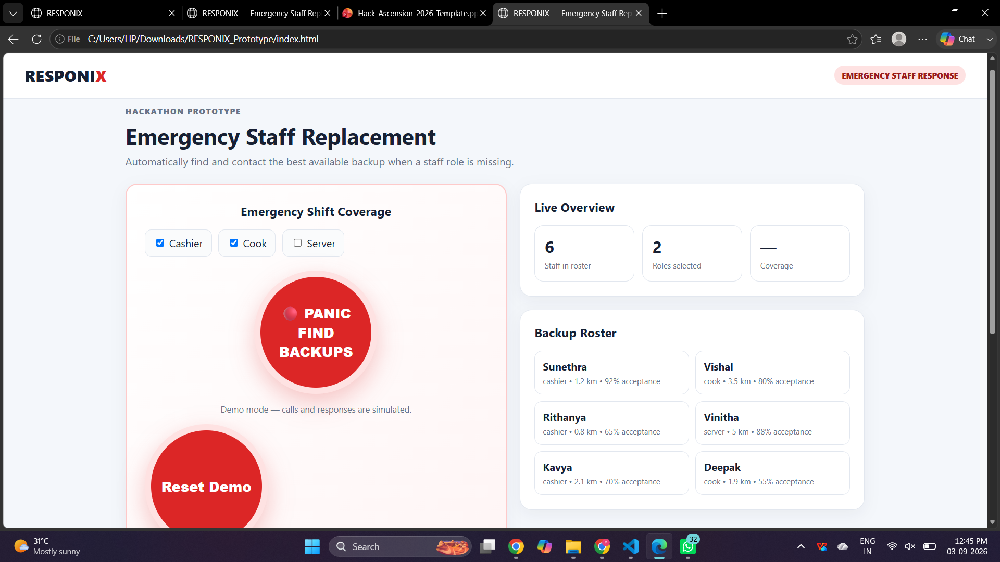 RESPONIX
RESPONIX — Emergency Staff Rep
Hack_Ascension_2026_Template.pp
RESPONIX — Emergency Staff Rep
File
C:/Users/HP/Downloads/RESPONIX_Prototype/index.html
Chat
RESPONIX
EMERGENCY STAFF RESPONSE
HACKATHON PROTOTYPE
Emergency Staff Replacement
Automatically find and contact the best available backup when a staff role is missing.
Emergency Shift Coverage
Cashier
Cook
Server
PANIC
FIND
BACKUPS
Demo mode — calls and responses are simulated.
Reset Demo
Live Overview
6
Staff in roster
2
Roles selected
—
Coverage
Backup Roster
Sunethra
cashier • 1.2 km • 92% acceptance
Vishal
cook • 3.5 km • 80% acceptance
Rithanya
cashier • 0.8 km • 65% acceptance
Vinitha
server • 5 km • 88% acceptance
Kavya
cashier • 2.1 km • 70% acceptance
Deepak
cook • 1.9 km • 55% acceptance
31°C
Mostly sunny
Search
32
ENG
IN
12:45 PM
03-09-2026